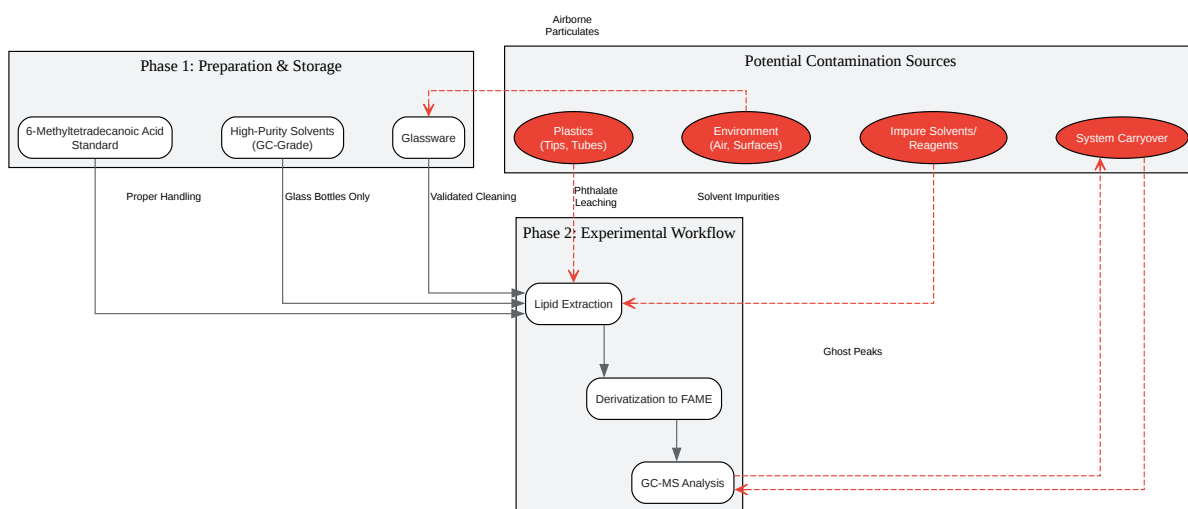 Airborne
Particulates
Phase 1: Preparation & Storage
Potential Contamination Sources
6-Methyltetradecanoic Acid
Standard
High-Purity Solvents
(GC-Grade)
Glassware
Plastics
(Tips, Tubes)
Environment
(Air, Surfaces)
Impure Solvents/
Reagents
System Carryover
Proper Handling
Glass Bottles Only
Validated Cleaning
Phthalate
Leaching
Solvent Impurities
Phase 2: Experimental Workflow
Lipid Extraction
Ghost Peaks
Derivatization to FAME
GC-MS Analysis